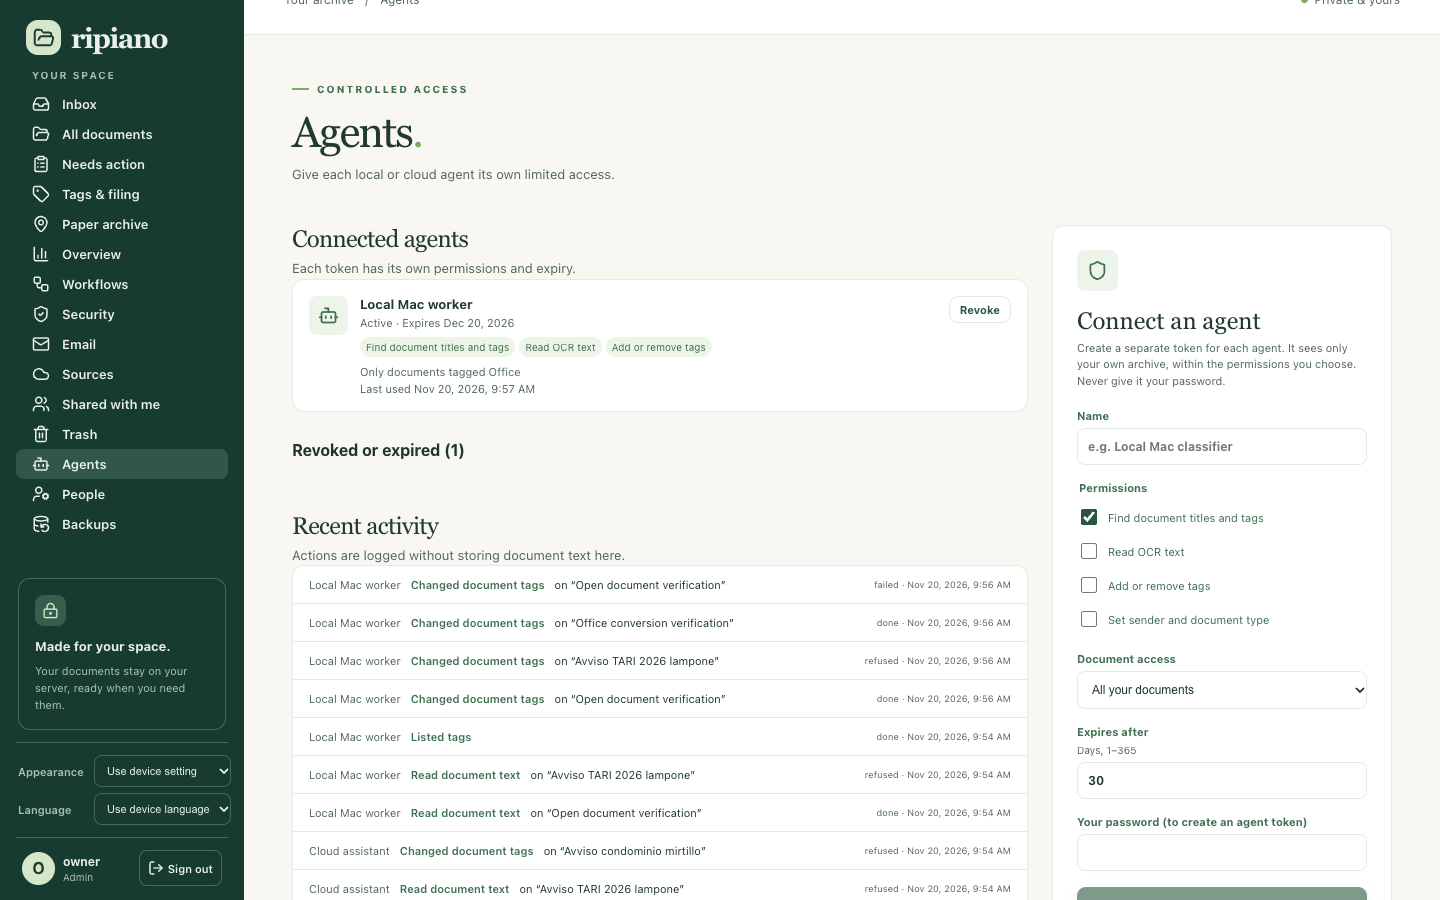 ripiano
YOUR SPACE
Inbox
All documents
Needs action
Tags & filing
Paper archive
Overview
Workflows
Security
Email
Sources
Shared with me
Trash
Agents
People
Backups
Made for your space.
Your documents stay on your
server, ready when you need
them.
Appearance Use device setting
Language Use device language
O owner
Admin
Sign out
Your archive / Agents
Private & yours
CONTROLLED ACCESS
Agents.
Give each local or cloud agent its own limited access.
Connected agents
Each token has its own permissions and expiry.
Local Mac worker
Active · Expires Dec 20, 2026
Revoke
Find document titles and tags Read OCR text Add or remove tags
Only documents tagged Office
Last used Nov 20, 2026, 9:57 AM
Revoked or expired (1)
Recent activity
Actions are logged without storing document text here.
Local Mac worker Changed document tags on “Open document verification” failed · Nov 20, 2026, 9:56 AM
Local Mac worker Changed document tags on “Office conversion verification” done · Nov 20, 2026, 9:56 AM
Local Mac worker Changed document tags on “Avviso TARI 2026 lampone” refused · Nov 20, 2026, 9:56 AM
Local Mac worker Changed document tags on “Open document verification” done · Nov 20, 2026, 9:56 AM
Local Mac worker Listed tags done · Nov 20, 2026, 9:54 AM
Local Mac worker Read document text on “Avviso TARI 2026 lampone” refused · Nov 20, 2026, 9:54 AM
Local Mac worker Read document text on “Open document verification” done · Nov 20, 2026, 9:54 AM
Cloud assistant Changed document tags on “Avviso condominio mirtillo” refused · Nov 20, 2026, 9:54 AM
Cloud assistant Read document text on “Avviso TARI 2026 lampone” refused · Nov 20, 2026, 9:54 AM
Connect an agent
Create a separate token for each agent. It sees only
your own archive, within the permissions you choose.
Never give it your password.
Name
e.g. Local Mac classifier
Permissions
Find document titles and tags
Read OCR text
Add or remove tags
Set sender and document type
Document access
All your documents
Expires after
Days, 1–365
30
Your password (to create an agent token)